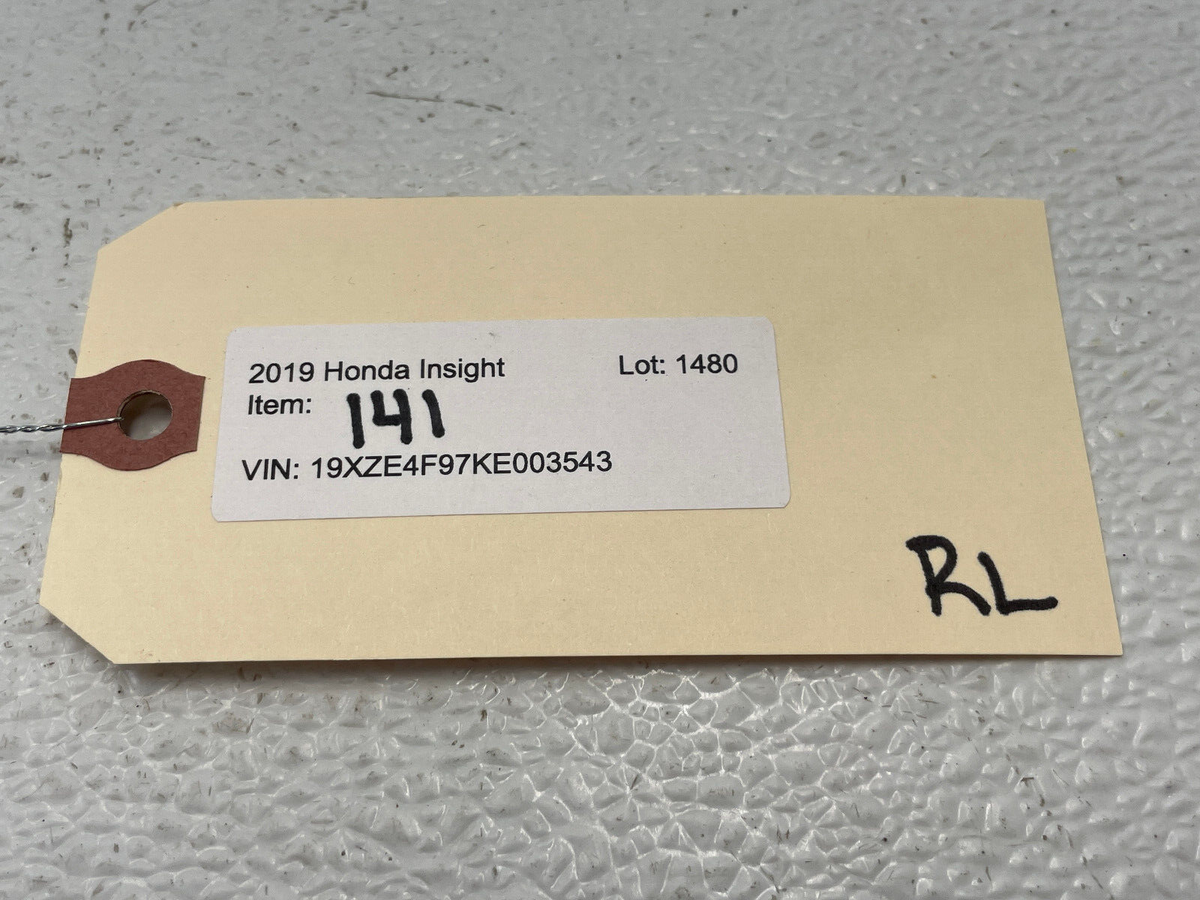 2019 Honda Insight Lot: 1480
Item: 141
VIN: 19XZE4F97KE003543
RL